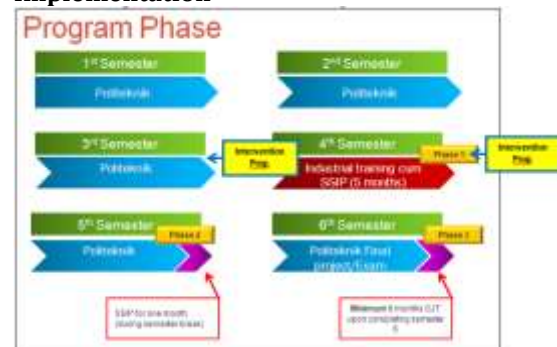 Implementation
Program Phase
1st Semester
Politeknik
2nd Semester
Politeknik
3rd Semester
Politeknik
Intervention
Prog.
4th Semester
Phase 1
Industrial training cum
SSIP (5 months)
Intervention
Prog.
5th Semester
Phase 2
Politeknik
6th Semester
Phase 3
Politeknik Final
project/Exam
SSIP for one month
(during semester break)
Minimum 6 months OJT
upon completing semester
6